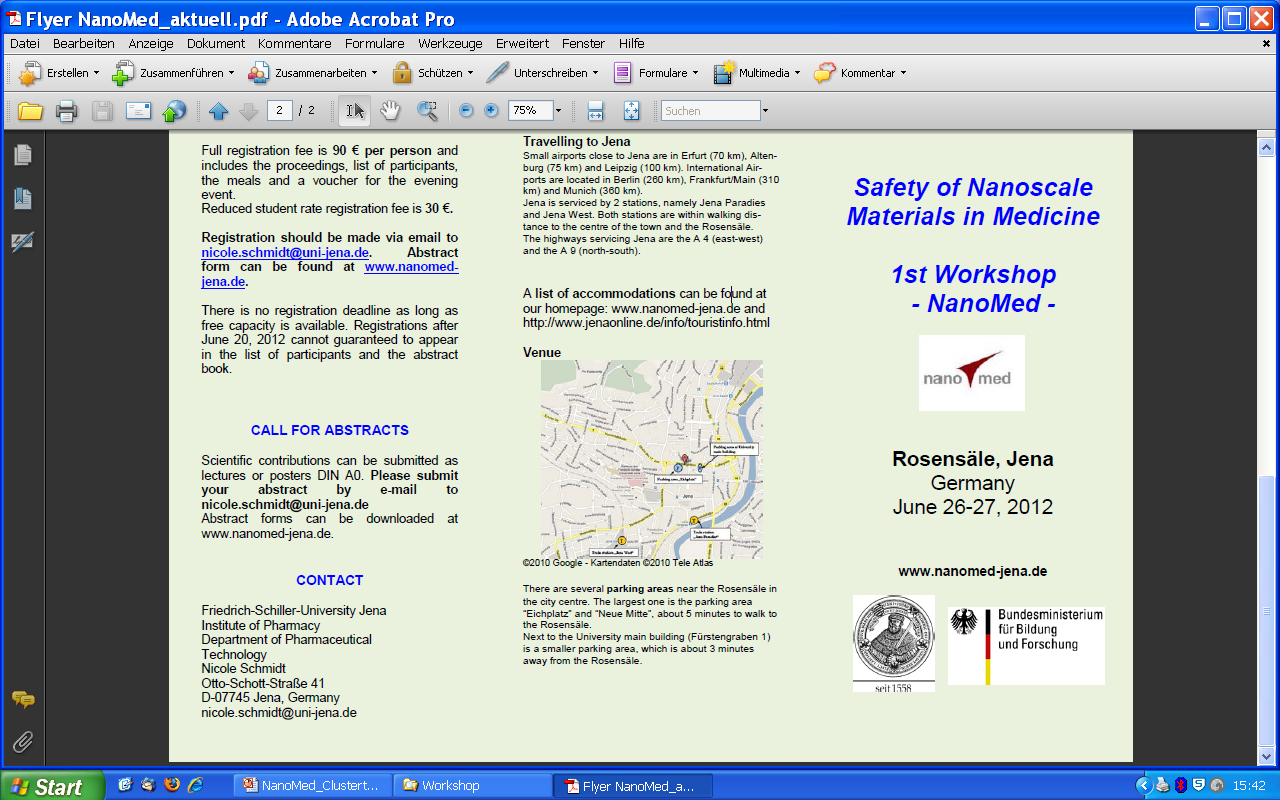 Flyer NanoMed_aktuell.pdf - Adobe Acrobat Pro
Datei Bearbeiten Anzeige Dokument Kommentare Formulare Werkzeuge Erweitert Fenster Hilfe
Erstellen Zusammenführen Zusammenarbeiten Schützen Unterschreiben Formulare Multimedia Kommentar
2 / 2 75% Suchen
Full registration fee is 90 € per person and
includes the proceedings, list of participants,
the meals and a voucher for the evening
event.
Reduced student rate registration fee is 30 €.
Registration should be made via email to
nicole.schmidt@uni-jena.de. Abstract
form can be found at www.nanomed-
jena.de.
There is no registration deadline as long as
free capacity is available. Registrations after
June 20, 2012 cannot guaranteed to appear
in the list of participants and the abstract
book.
CALL FOR ABSTRACTS
Scientific contributions can be submitted as
lectures or posters DIN A0. Please submit
your abstract by e-mail to
nicole.schmidt@uni-jena.de
Abstract forms can be downloaded at
www.nanomed-jena.de.
CONTACT
Friedrich-Schiller-University Jena
Institute of Pharmacy
Department of Pharmaceutical
Technology
Nicole Schmidt
Otto-Schott-Straße 41
D-07745 Jena, Germany
nicole.schmidt@uni-jena.de
Travelling to Jena
Small airports close to Jena are in Erfurt (70 km), Alten-
burg (75 km) and Leipzig (100 km). International Air-
ports are located in Berlin (260 km), Frankfurt/Main (310
km) and Munich (360 km).
Jena is serviced by 2 stations, namely Jena Paradies
and Jena West. Both stations are within walking dis-
tance to the centre of the town and the Rosensäle.
The highways servicing Jena are the A 4 (east-west)
and the A 9 (north-south).
A list of accommodations can be found at
our homepage: www.nanomed-jena.de and
http://www.jenaonline.de/info/touristinfo.html
Venue
Parking area at University
main building
Parking area „Eichplatz“
Jena
Train station
„Jena Paradies“
Train station „Jena West“
©2010 Google - Kartendaten ©2010 Tele Atlas
There are several parking areas near the Rosensäle in
the city centre. The largest one is the parking area
“Eichplatz” and “Neue Mitte”, about 5 minutes to walk to
the Rosensäle.
Next to the University main building (Fürstengraben 1)
is a smaller parking area, which is about 3 minutes
away from the Rosensäle.
Safety of Nanoscale
Materials in Medicine
1st Workshop
- NanoMed -
nano med
Rosensäle, Jena
Germany
June 26-27, 2012
www.nanomed-jena.de
seit 1558
Bundesministerium
für Bildung
und Forschung
Start NanoMed_Clustert... Workshop Flyer NanoMed_a... 15:42